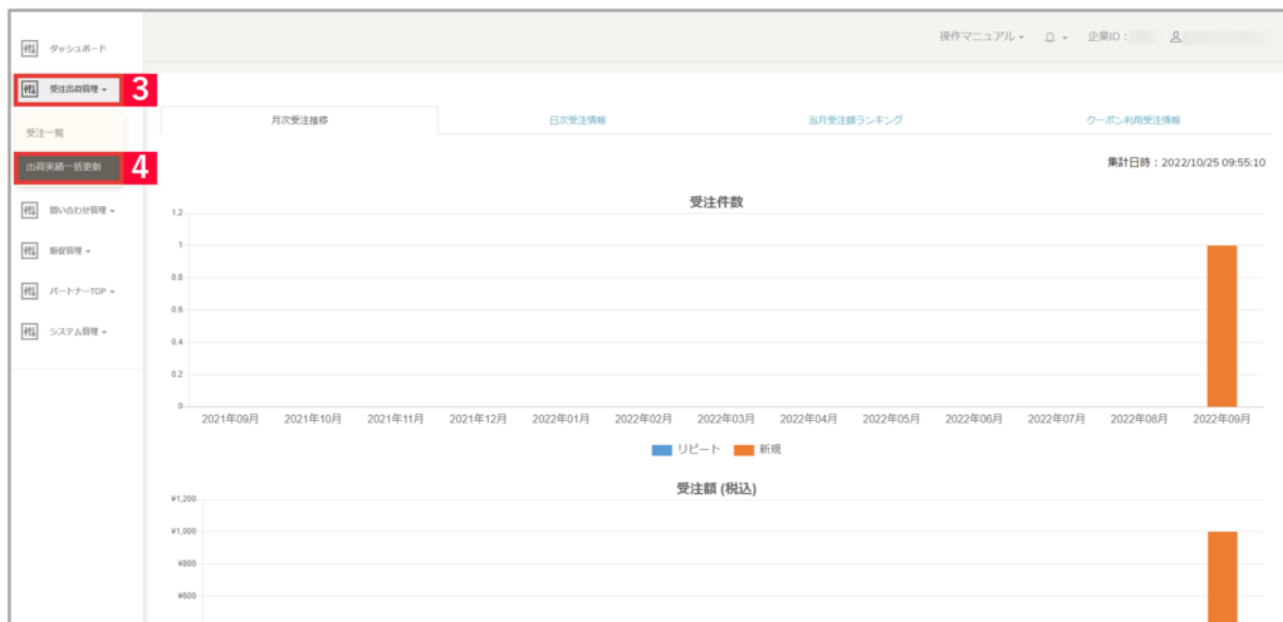 操作マニュアル
企業ID：
ダッシュボード
受注出荷管理
3
受注一覧
出荷実績一括更新
4
問い合わせ管理
販促管理
パートナーTOP
システム管理
月次受注推移
日次受注情報
当月受注額ランキング
クーポン利用受注情報
集計日時：2022/10/25 09:55:10
受注件数
1.2
1
0.8
0.6
0.4
0.2
0
2021年09月 2021年10月 2021年11月 2021年12月 2022年01月 2022年02月 2022年03月 2022年04月 2022年05月 2022年06月 2022年07月 2022年08月 2022年09月
リピート 新規
受注額 (税込)
¥1,200
¥1,000
¥800
¥600